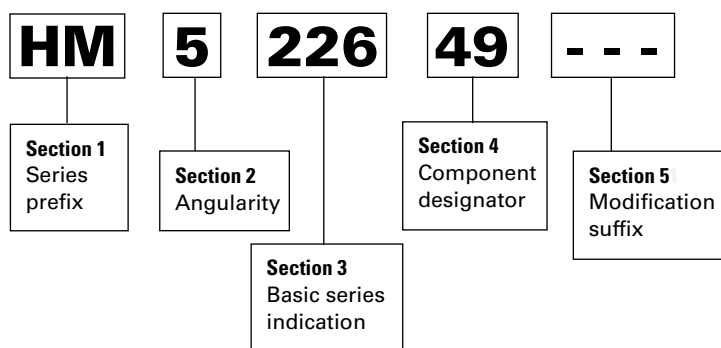 HM 5 226 49 - - -
Section 1
Series
prefix
Section 2
Angularity
Section 3
Basic series
indication
Section 4
Component
designator
Section 5
Modification
suffix